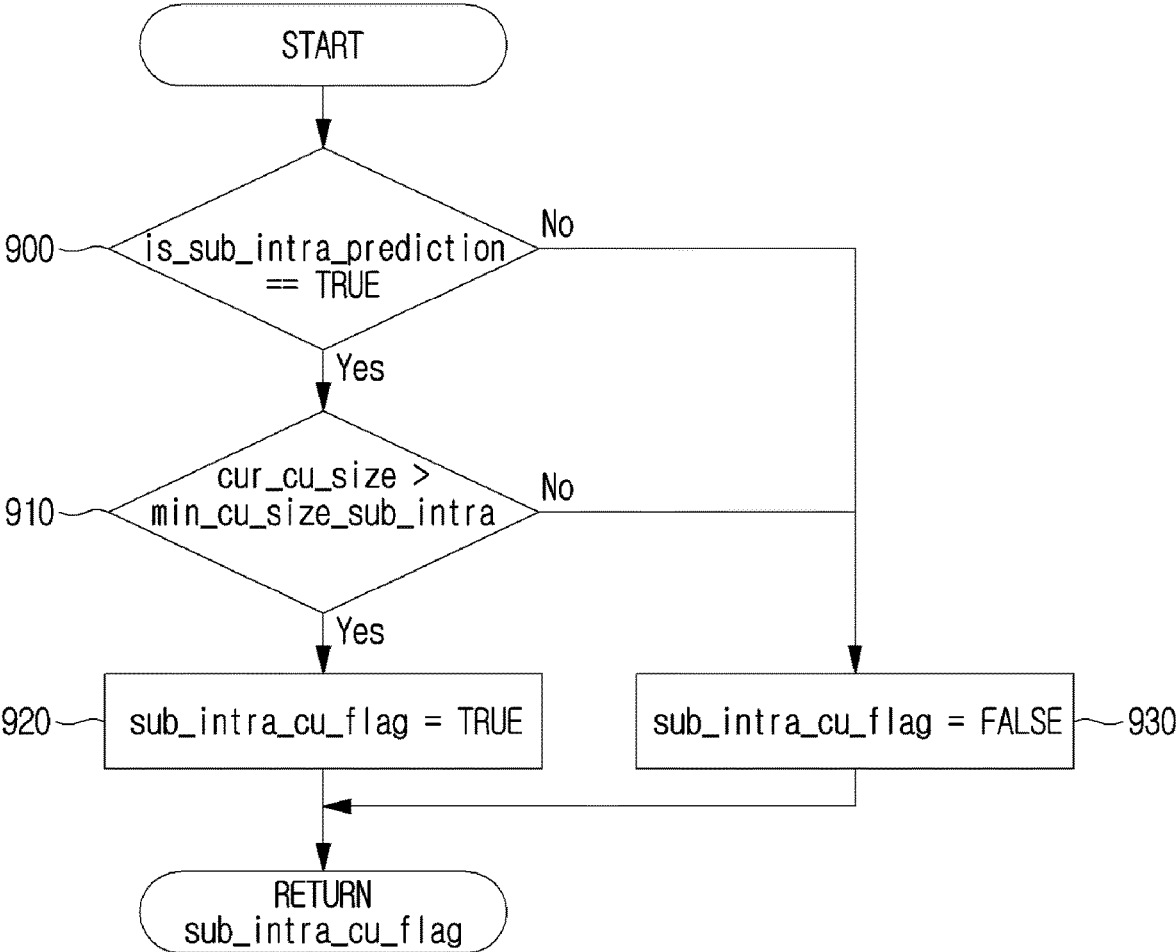 START
900
is_sub_intra_prediction
== TRUE
No
Yes
910
cur_cu_size >
min_cu_size_sub_intra
No
Yes
920
sub_intra_cu_flag = TRUE
sub_intra_cu_flag = FALSE
930
RETURN
sub_intra_cu_flag